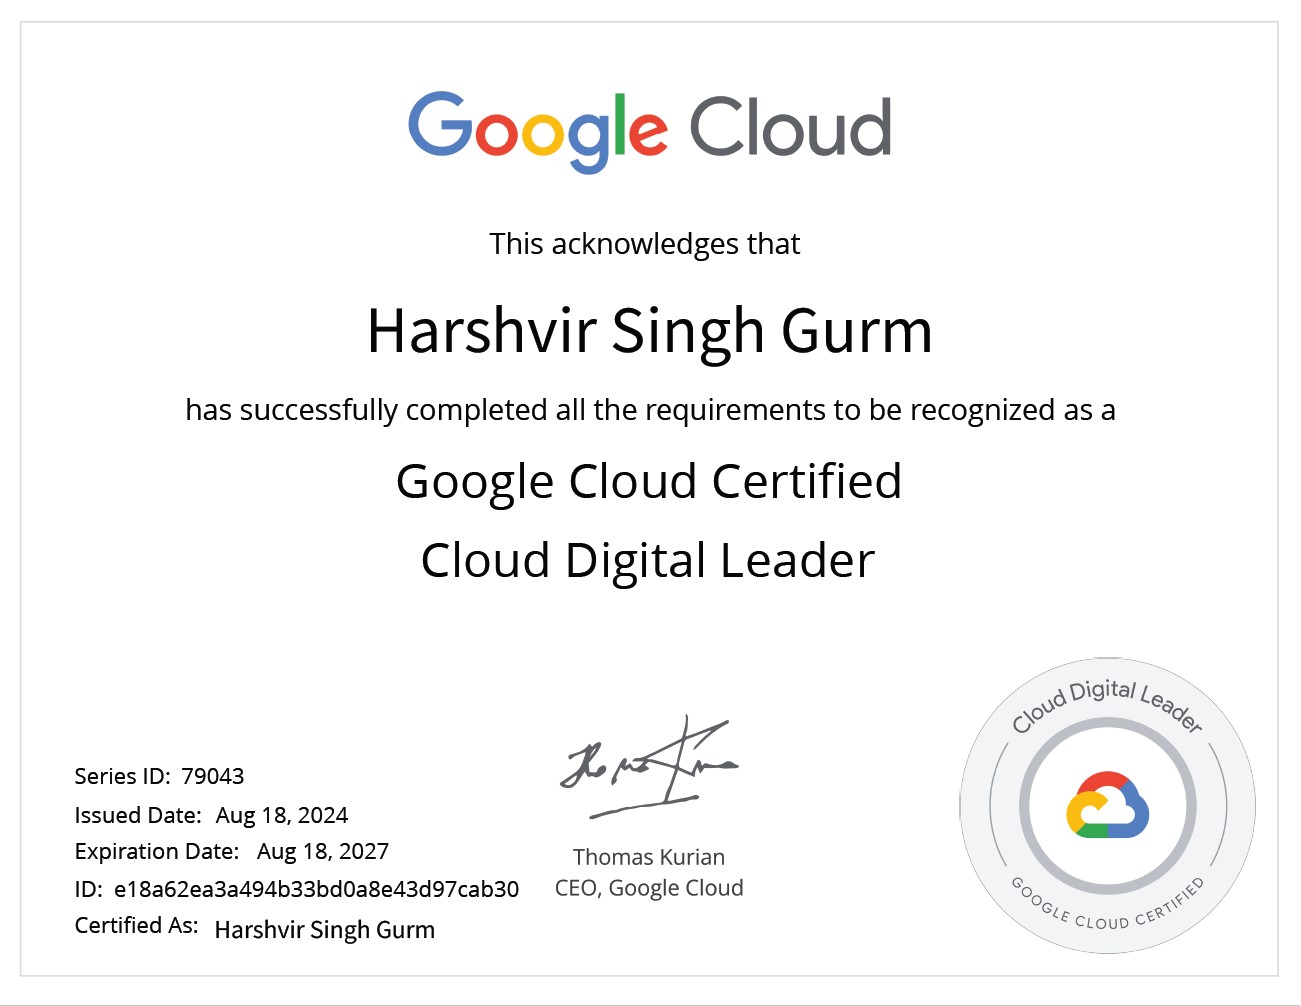 Google Cloud
This acknowledges that
Harshvir Singh Gurm
has successfully completed all the requirements to be recognized as a
Google Cloud Certified
Cloud Digital Leader
Series ID: 79043
Issued Date: Aug 18, 2024
Expiration Date: Aug 18, 2027
ID: e18a62ea3a494b33bd0a8e43d97cab30
Certified As: Harshvir Singh Gurm
Thomas Kurian
CEO, Google Cloud
Cloud Digital Leader
GOOGLE CLOUD CERTIFIED